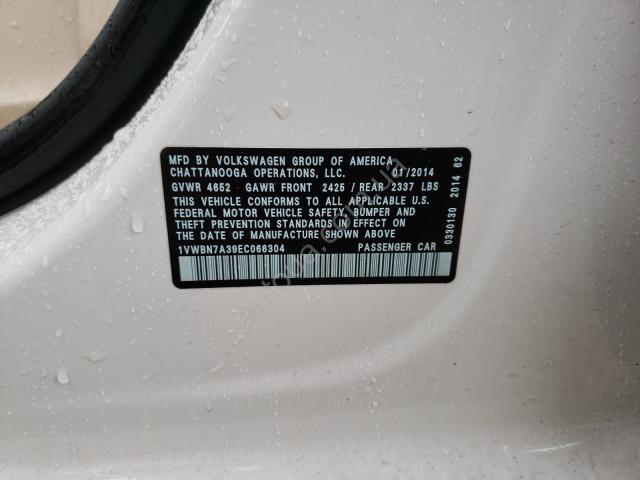 MFD BY VOLKSWAGEN GROUP OF AMERICA
CHATTANOOGA OPERATIONS, LLC. 01/2014
GVWR 4652 GAWR FRONT 2425 / REAR 2337 LBS
THIS VEHICLE CONFORMS TO ALL APPLICABLE U.S.
FEDERAL MOTOR VEHICLE SAFETY, BUMPER AND
THEFT PREVENTION STANDARDS IN EFFECT ON
THE DATE OF MANUFACTURE SHOWN ABOVE.
1VWBN7A39EC066304 PASSENGER CAR
0330130 2014 62